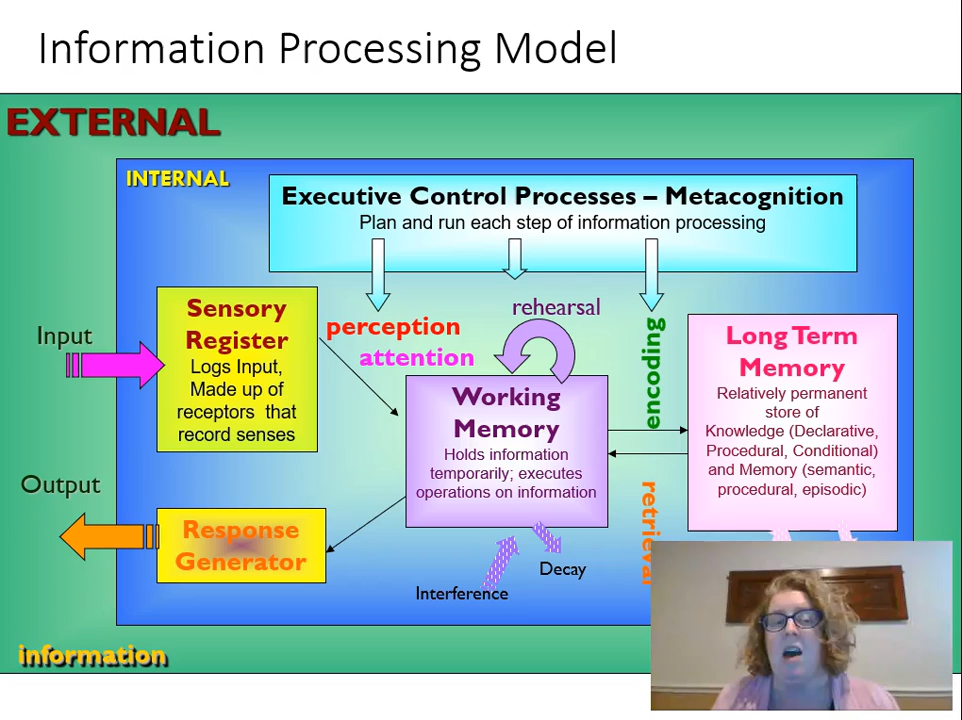 Information Processing Model
EXTERNAL
INTERNAL
Executive Control Processes – Metacognition
Plan and run each step of information processing
Input
Sensory
Register
Logs Input,
Made up of
receptors that
record senses
perception
attention
rehearsal
encoding
Working
Memory
Holds information
temporarily; executes
operations on information
Long Term
Memory
Relatively permanent
store of
Knowledge (Declarative,
Procedural, Conditional)
and Memory (semantic,
procedural, episodic)
Output
Response
Generator
retrieval
Decay
Interference
information